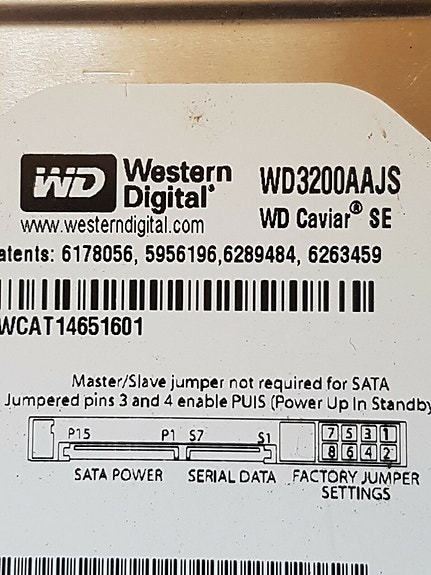 WD Western Digital® WD3200AAJS
www.westerndigital.com WD Caviar® SE
atents: 6178056, 5956196,6289484, 6263459
WCAT14651601
Master/Slave jumper not required for SATA
Jumpered pins 3 and 4 enable PUIS (Power Up In Standby
P15 P1 S7 S1 7 5 3 1
8 6 4 2
SATA POWER SERIAL DATA FACTORY JUMPER
SETTINGS